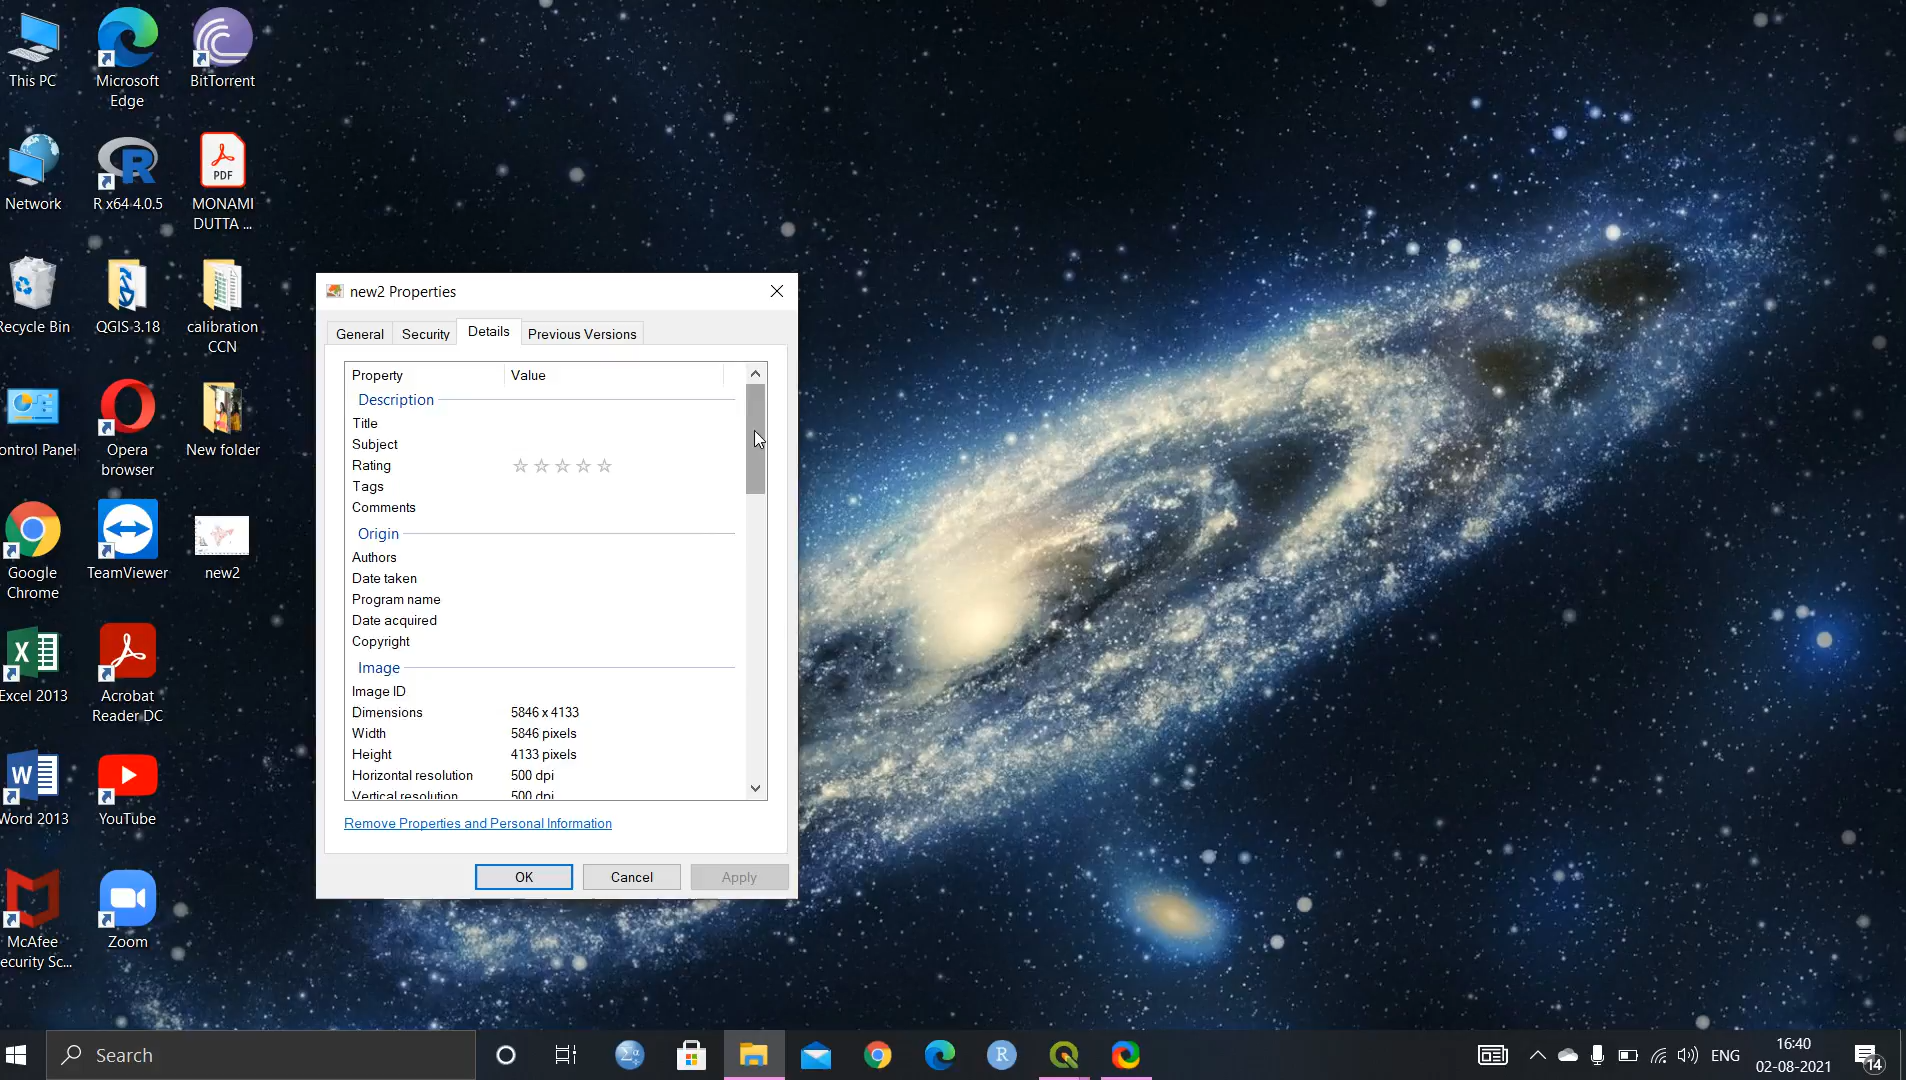 This PC
Microsoft
Edge
BitTorrent
Network
R x64 4.0.5
PDF
MONAMI
DUTTA ...
Recycle Bin
QGIS 3.18
calibration
CCN
ontrol Panel
Opera
browser
New folder
Google
Chrome
TeamViewer
new2
Excel 2013
Acrobat
Reader DC
Word 2013
YouTube
McAfee
ecurity Sc...
Zoom
new2 Properties
General
Security
Details
Previous Versions
Property Value
Description
Title
Subject
Rating
Tags
Comments
Origin
Authors
Date taken
Program name
Date acquired
Copyright
Image
Image ID
Dimensions 5846 x 4133
Width 5846 pixels
Height 4133 pixels
Horizontal resolution 500 dpi
Vertical resolution 500 dpi
Remove Properties and Personal Information
OK
Cancel
Apply
Search
ENG
16:40
02-08-2021
14